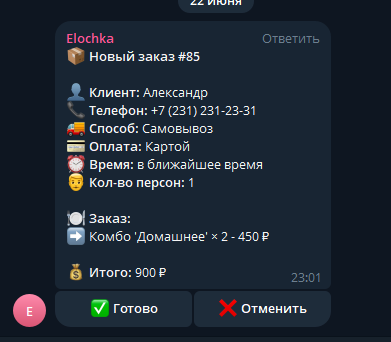 22 июня
Elochka
Ответить
📦 Новый заказ #85
👤 Клиент: Александр
📞 Телефон: +7 (231) 231-23-31
🚚 Способ: Самовывоз
💳 Оплата: Картой
⏰ Время: в ближайшее время
👨 Кол-во персон: 1
🍽️ Заказ:
➡️ Комбо 'Домашнее' × 2 - 450 ₽
💰 Итого: 900 ₽
23:01
E
✅ Готово
❌ Отменить